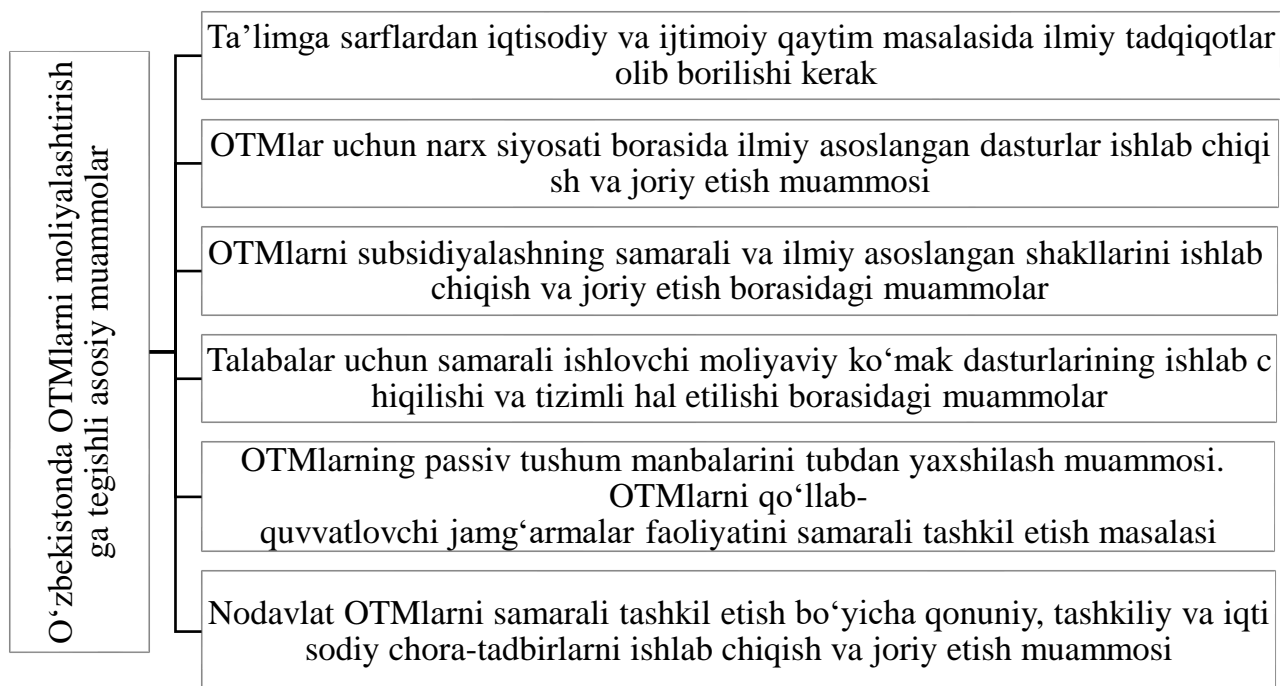 O‘zbekistonda OTMlarni moliyalashtirish
ga tegishli asosiy muammolar
Ta’limga sarflardan iqtisodiy va ijtimoiy qaytim masalasida ilmiy tadqiqotlar
olib borilishi kerak
OTMlar uchun narx siyosati borasida ilmiy asoslangan dasturlar ishlab chiqi
sh va joriy etish muammosi
OTMlarni subsidiyalashning samarali va ilmiy asoslangan shakllarini ishlab
chiqish va joriy etish borasidagi muammolar
Talabalar uchun samarali ishlovchi moliyaviy ko‘mak dasturlarining ishlab c
hiqilishi va tizimli hal etilishi borasidagi muammolar
OTMlarning passiv tushum manbalarini tubdan yaxshilash muammosi.
OTMlarni qo‘llab-
quvvatlovchi jamg‘armalar faoliyatini samarali tashkil etish masalasi
Nodavlat OTMlarni samarali tashkil etish bo‘yicha qonuniy, tashkiliy va iqti
sodiy chora-tadbirlarni ishlab chiqish va joriy etish muammosi